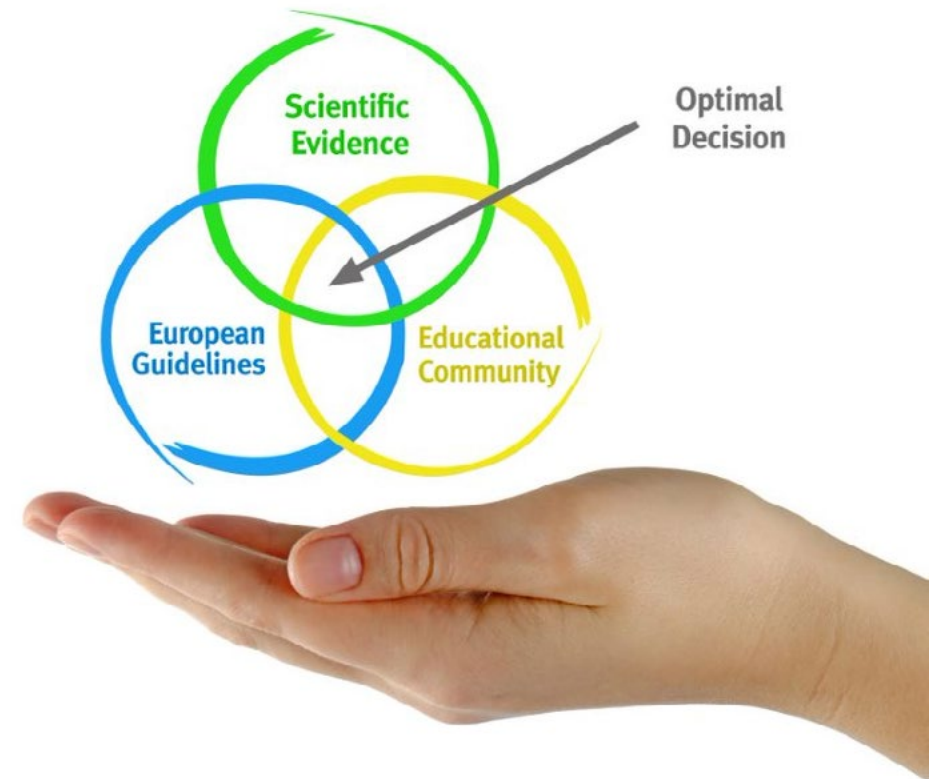 Scientific
Evidence
Optimal
Decision
European
Guidelines
Educational
Community